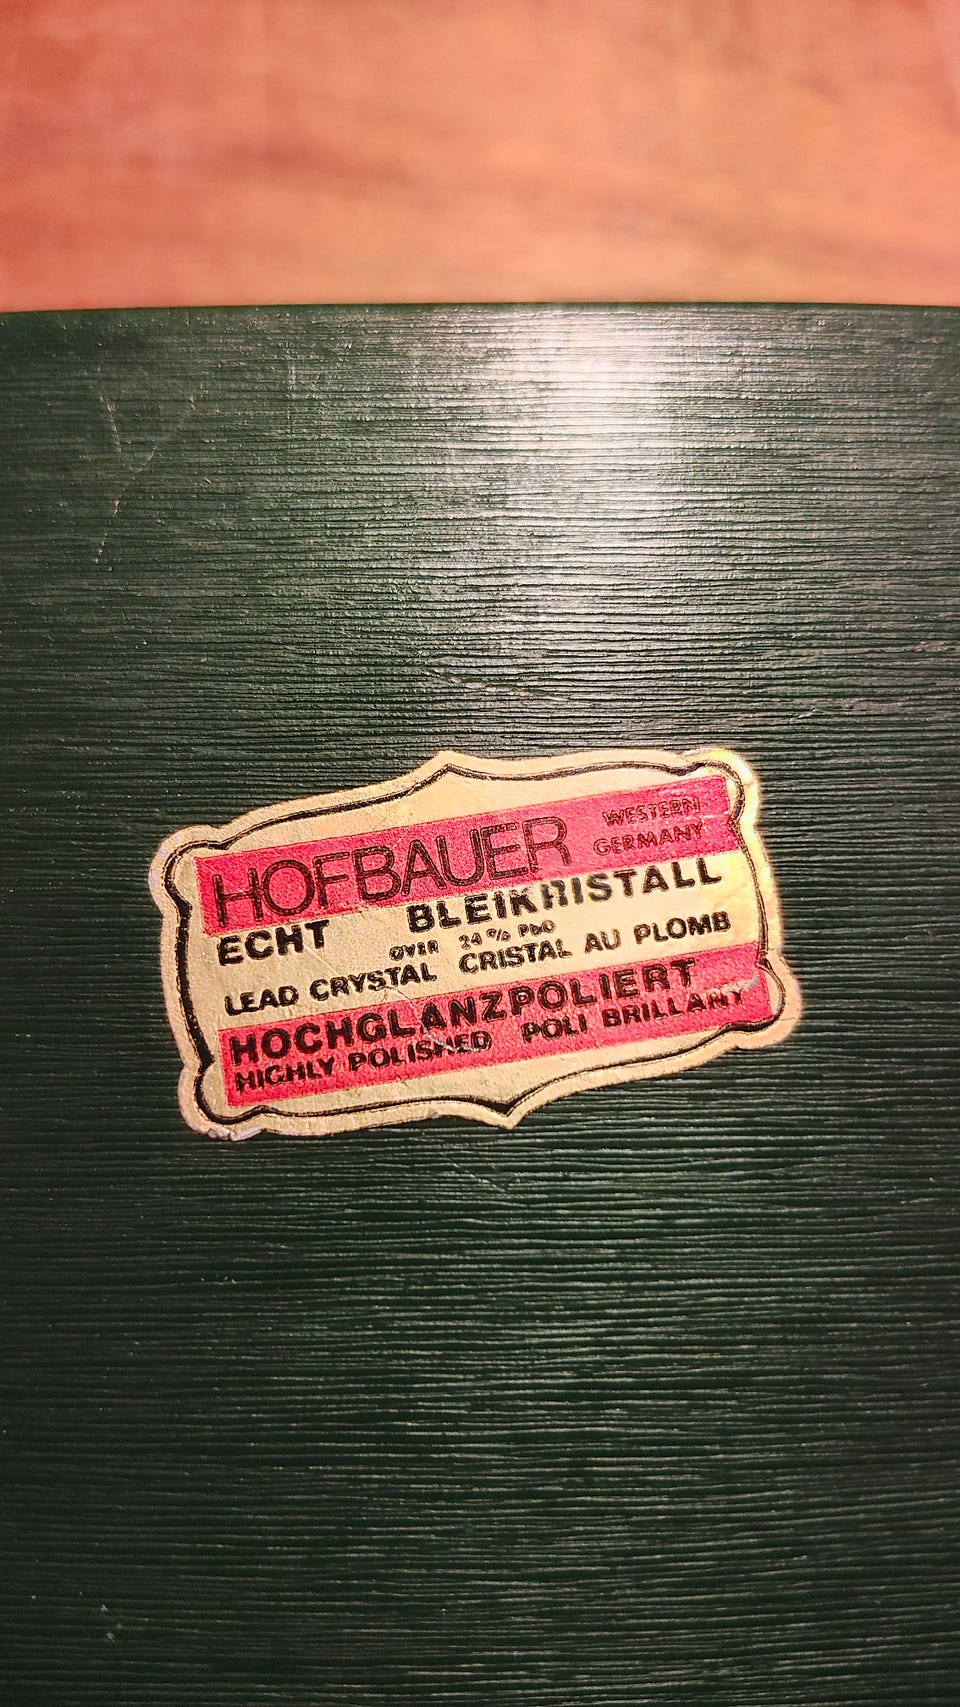 HOFBAUER WESTERN GERMANY
ECHT BLEIKRISTALL
OVER 24% PbO
LEAD CRYSTAL CRISTAL AU PLOMB
HOCHGLANZPOLIERT
HIGHLY POLISHED POLI BRILLANT